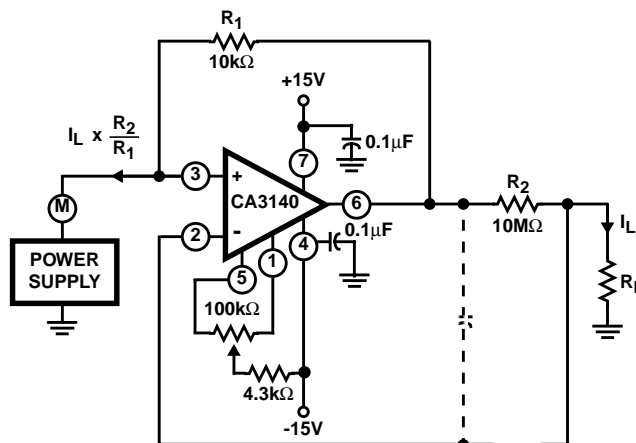 R1
10kΩ
+15V
IL x R2
R1
0.1µF
7
3
+
CA3140
6
R2
10MΩ
IL
M
2
-
0.1µF
4
1
5
POWER
SUPPLY
100kΩ
4.3kΩ
-15V